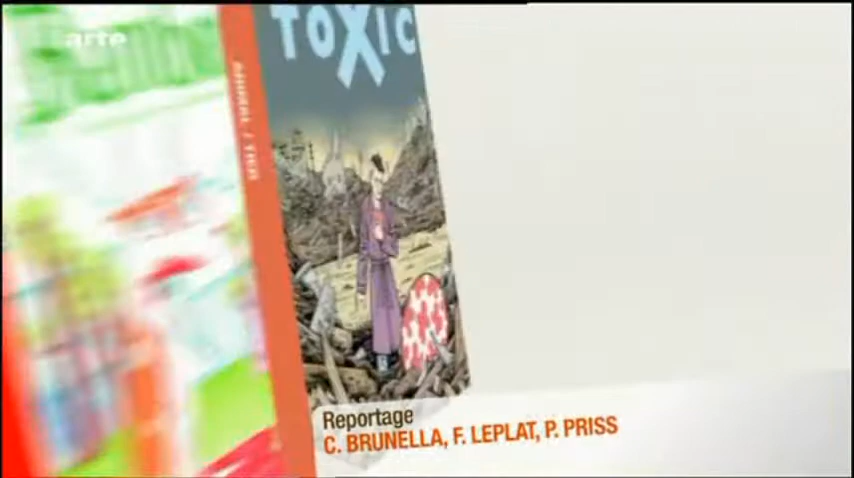 arte
TOXIC
Reportage
C. BRUNELLA, F. LEPLAT, P. PRISS